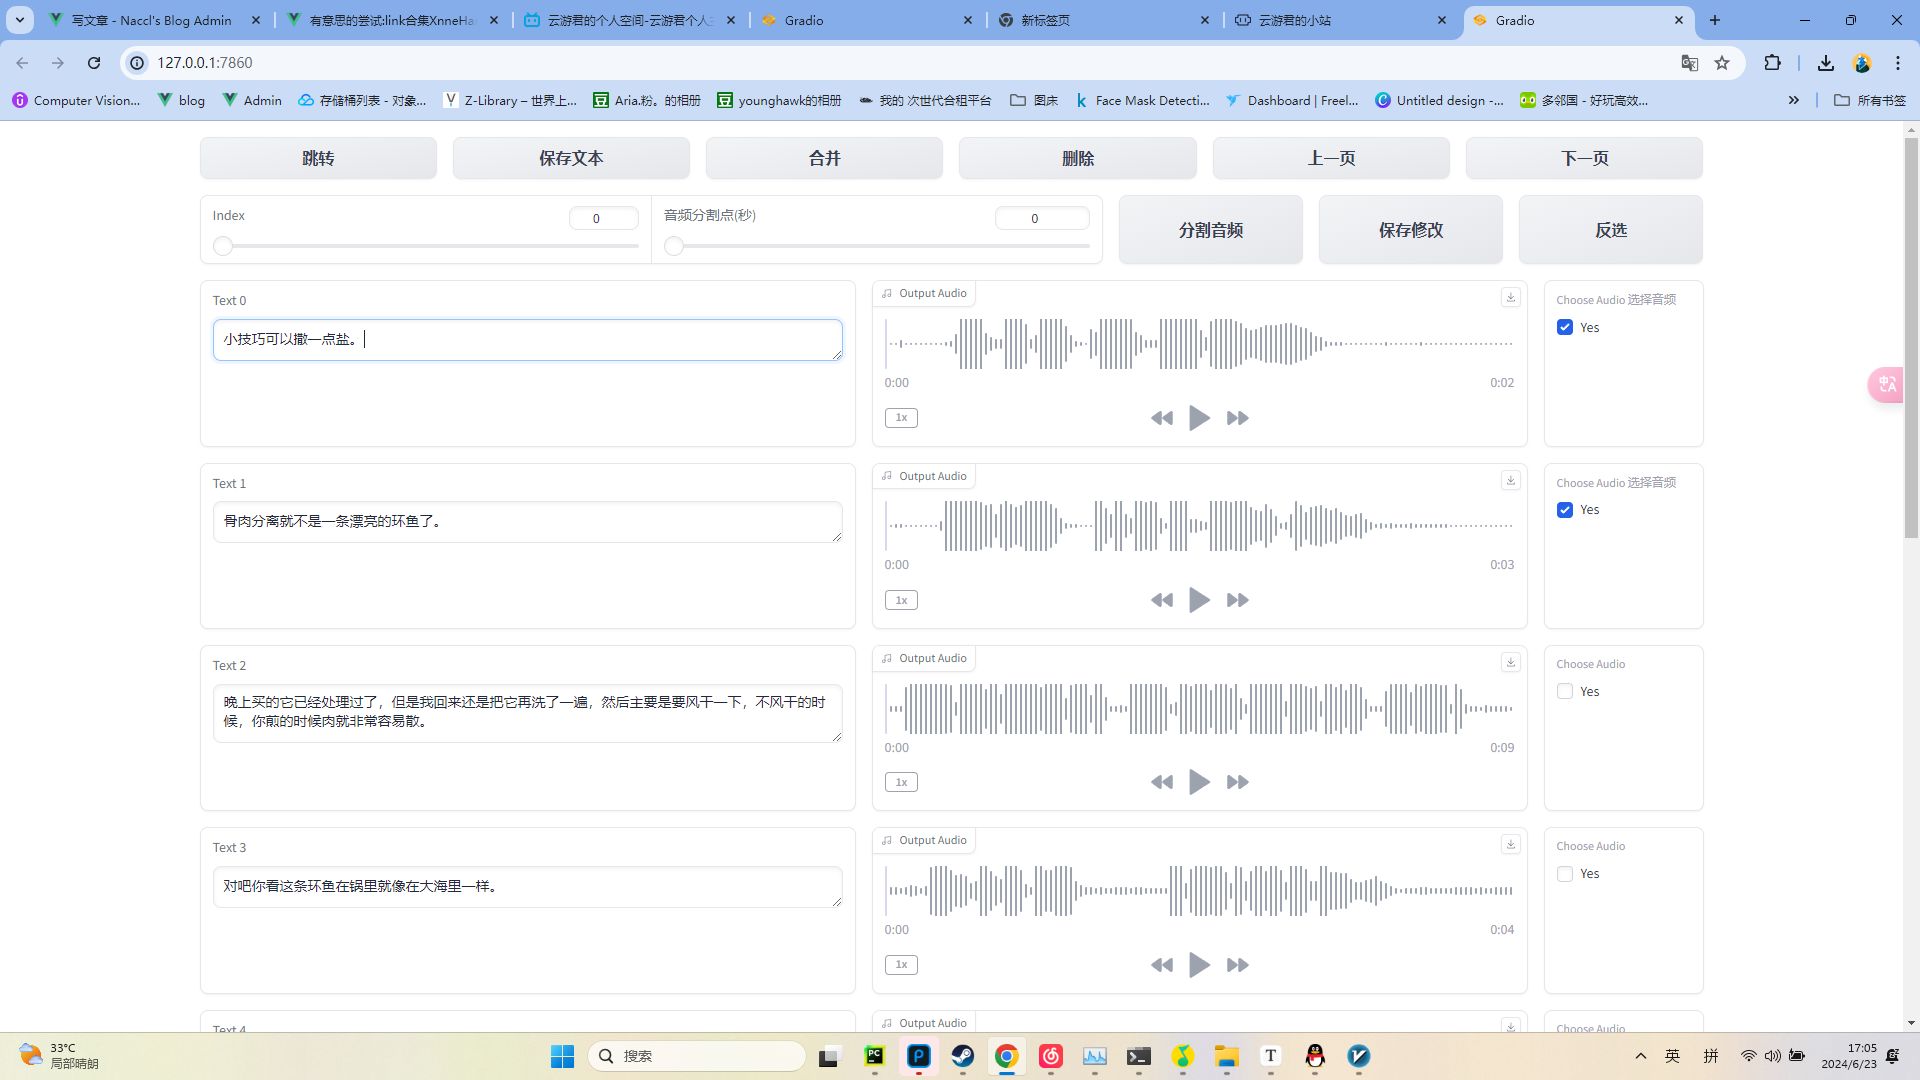 写文章 - Naccl's Blog Admin
有意思的尝试:link合集XnneHan
云游君的个人空间-云游君个人主
Gradio
新标签页
云游君的小站
Gradio
127.0.0.1:7860
Computer Vision...
blog
Admin
存储桶列表 - 对象...
Z-Library – 世界上...
Aria.粉。的相册
younghawk的相册
我的 次世代合租平台
图床
Face Mask Detecti...
Dashboard | Freel...
Untitled design -...
多邻国 - 好玩高效...
所有书签
跳转
保存文本
合并
删除
上一页
下一页
Index
0
音频分割点(秒)
0
分割音频
保存修改
反选
Text 0
小技巧可以撒一点盐。
Output Audio
0:00
0:02
1x
Choose Audio 选择音频
Yes
Text 1
骨肉分离就不是一条漂亮的环鱼了。
Output Audio
0:00
0:03
1x
Choose Audio 选择音频
Yes
Text 2
晚上买的它已经处理过了，但是我回来还是把它再洗了一遍，然后主要是要风干一下，不风干的时
候，你煎的时候肉就非常容易散。
Output Audio
0:00
0:09
1x
Choose Audio
Yes
Text 3
对吧你看这条环鱼在锅里就像在大海里一样。
Output Audio
0:00
0:04
1x
Choose Audio
Yes
Text 4
Output Audio
Choose Audio
33°C
局部晴朗
搜索
英
拼
17:05
2024/6/23